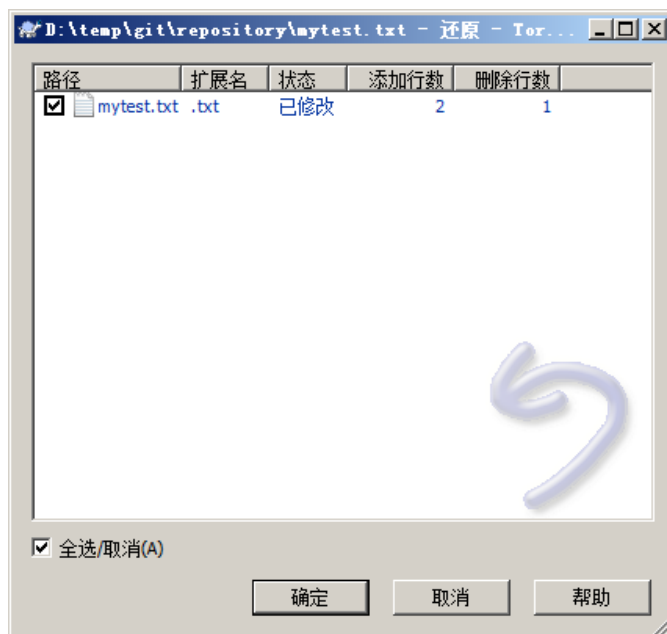 D:\temp\git\repository\mytest.txt - 还原 - Tor...
路径 扩展名 状态 添加行数 删除行数
mytest.txt .txt 已修改 2 1
全选/取消(A)
确定 取消 帮助